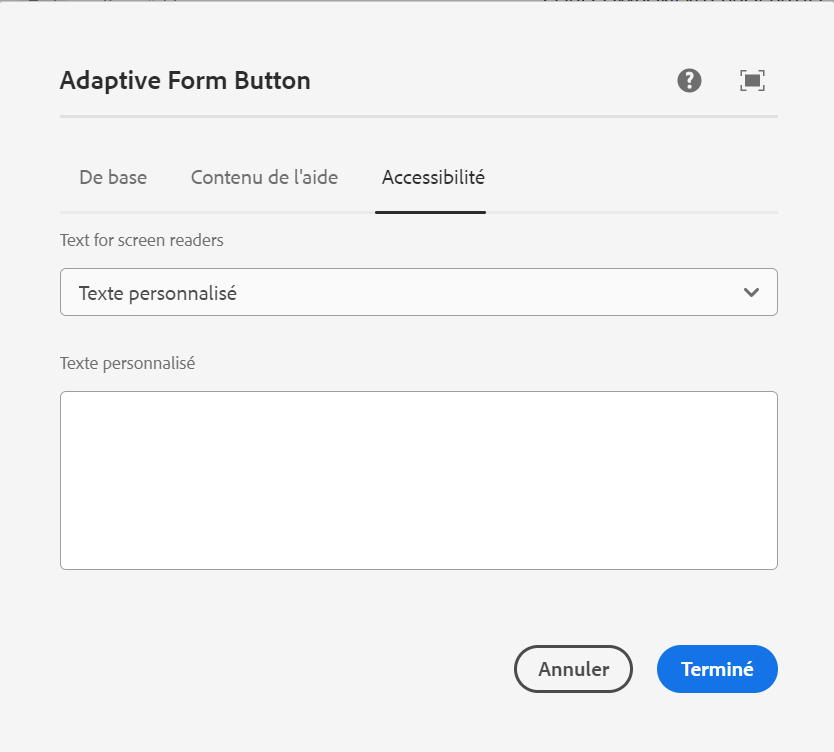 Adaptive Form Button
De base Contenu de l'aide Accessibilité
Text for screen readers
Texte personnalisé
Texte personnalisé
Annuler Terminé